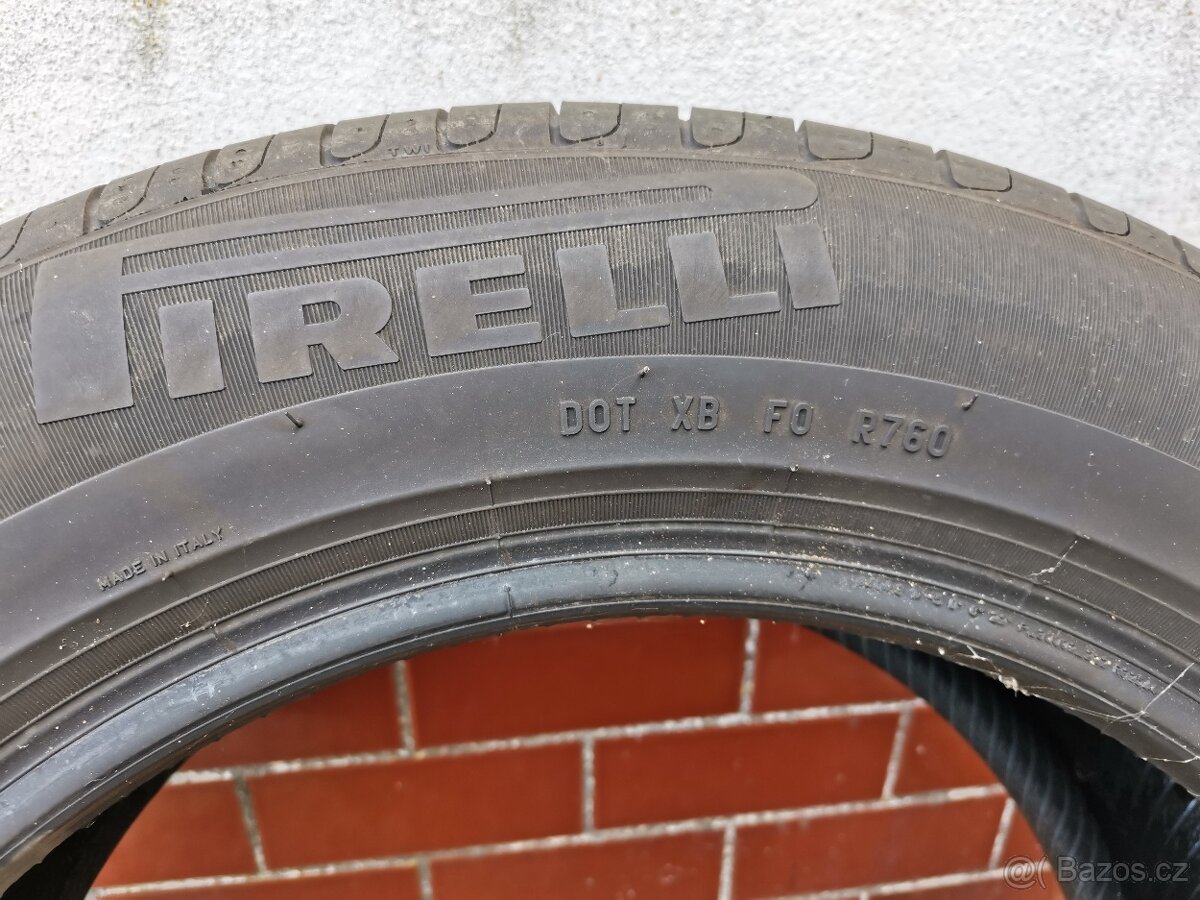 TWI
PIRELLI
DOT XB F0 R760
MADE IN ITALY
@ Bazos.cz